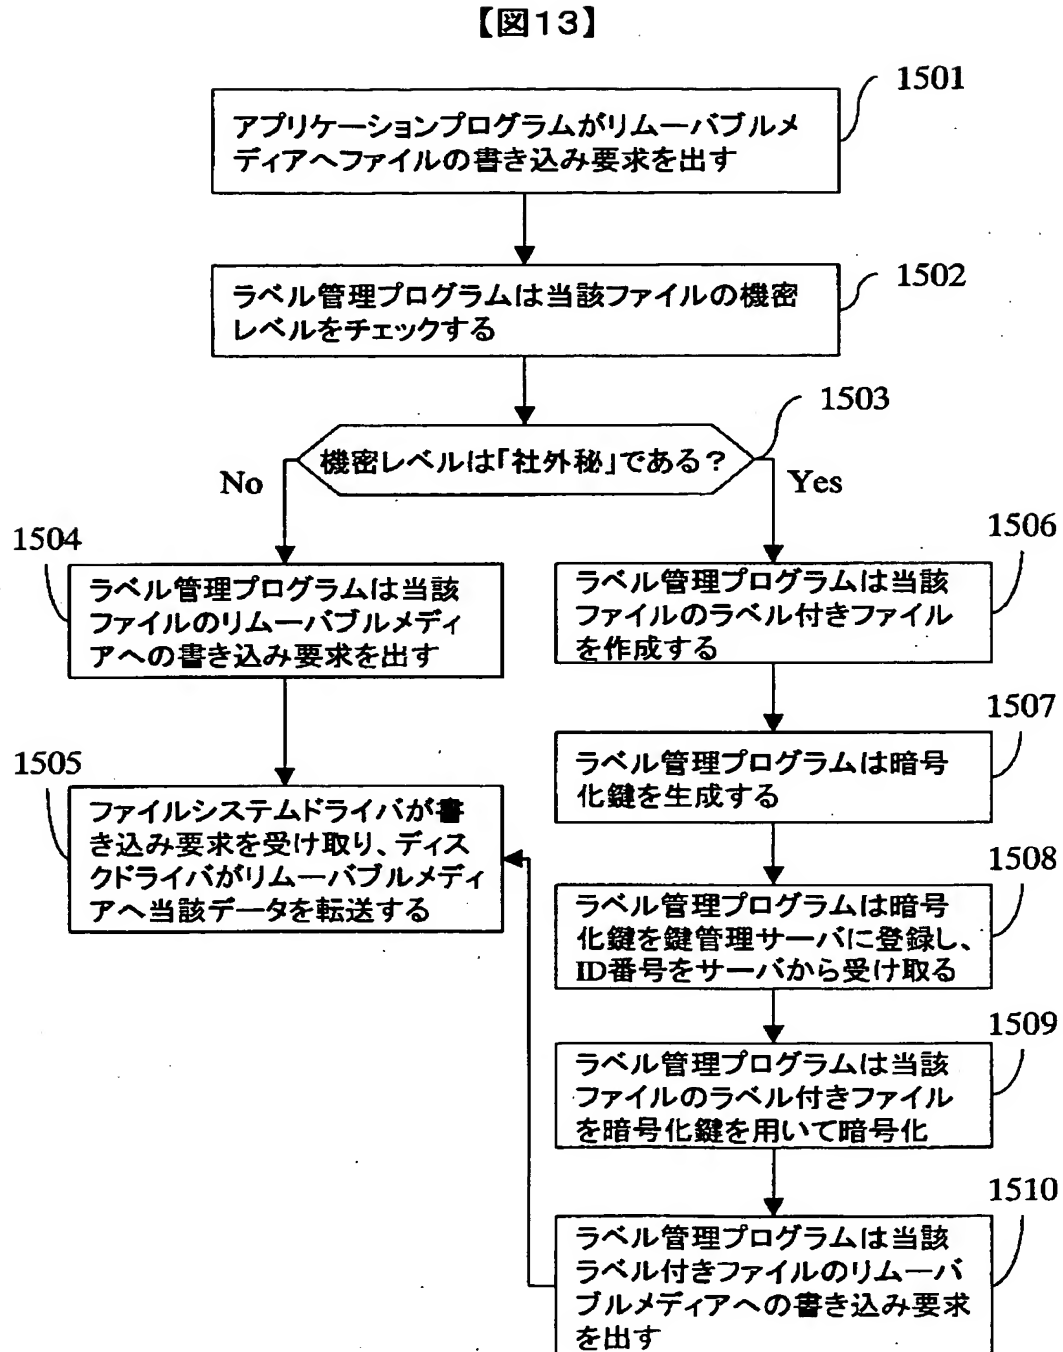 【図13】
1501
アプリケーションプログラムがリムーバブルメ
ディアへファイルの書き込み要求を出す
1502
ラベル管理プログラムは当該ファイルの機密
レベルをチェックする
1503
機密レベルは「社外秘」である?
No
Yes
1504
ラベル管理プログラムは当該
ファイルのリムーバブルメディ
アへの書き込み要求を出す
1505
ファイルシステムドライバが書
き込み要求を受け取り、ディス
クドライバがリムーバブルメディ
アへ当該データを転送する
1506
ラベル管理プログラムは当該
ファイルのラベル付きファイル
を作成する
1507
ラベル管理プログラムは暗号
化鍵を生成する
1508
ラベル管理プログラムは暗号
化鍵を鍵管理サーバに登録し、
ID番号をサーバから受け取る
1509
ラベル管理プログラムは当該
ファイルのラベル付きファイル
を暗号化鍵を用いて暗号化
1510
ラベル管理プログラムは当該
ラベル付きファイルのリムーバ
ブルメディアへの書き込み要求
を出す